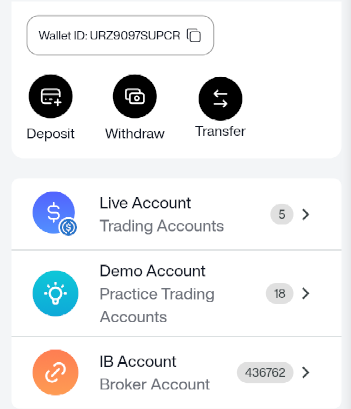 Wallet ID: URZ9097SUPCR
Deposit Withdraw Transfer
Live Account
Trading Accounts
5
Demo Account
Practice Trading
Accounts
18
IB Account
Broker Account
436762